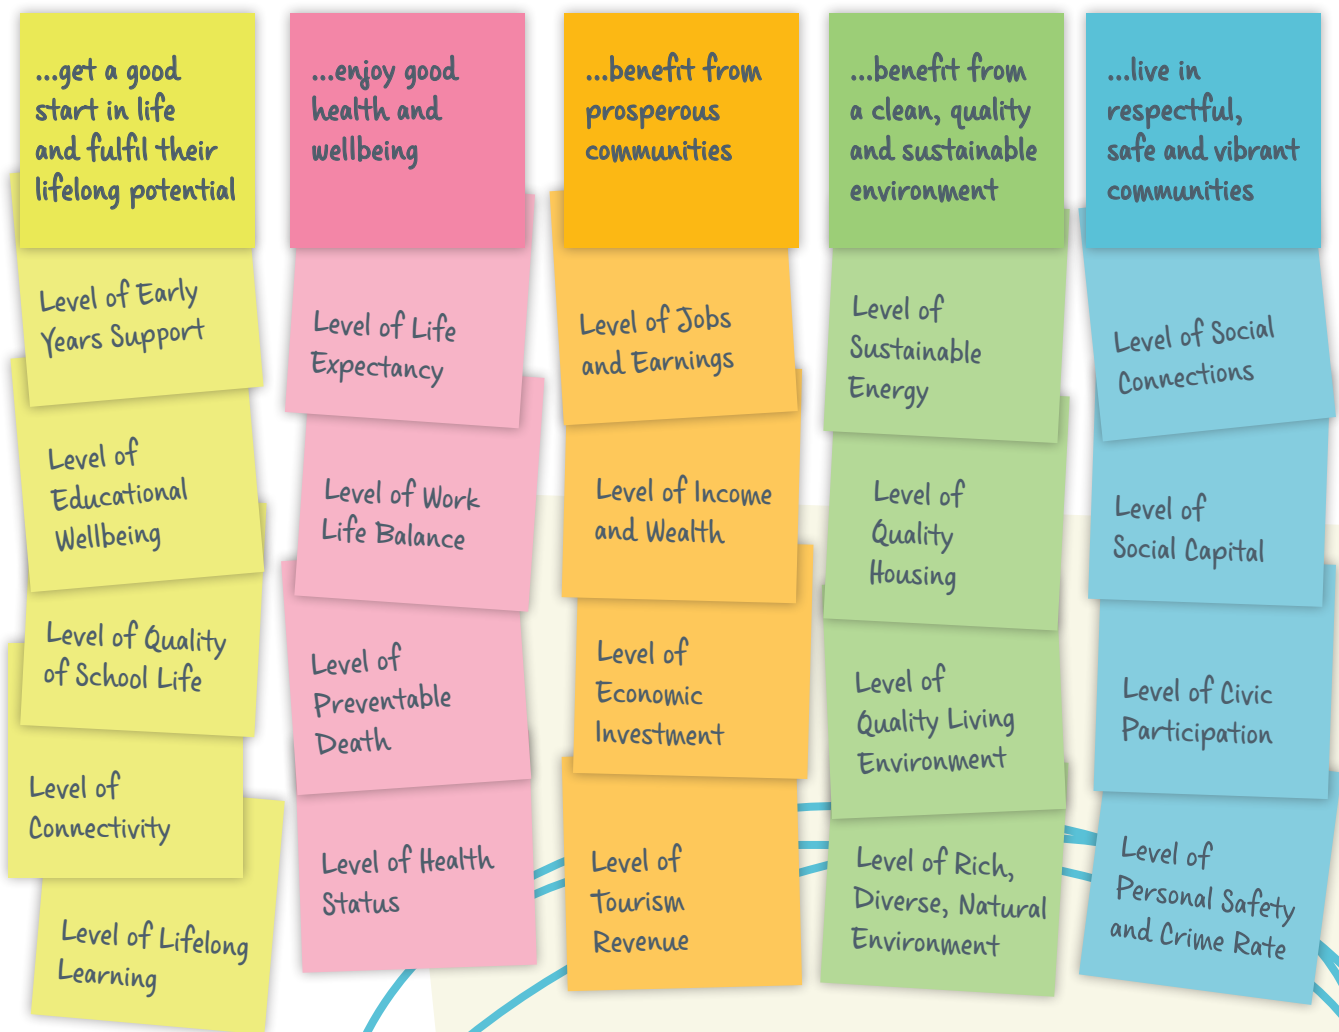 ...get a good
start in life
and fulfil their
lifelong potential
Level of Early
Years Support
Level of
Educational
Wellbeing
Level of Quality
of School Life
Level of
Connectivity
Level of Lifelong
Learning
...enjoy good
health and
wellbeing
Level of Life
Expectancy
Level of Work
Life Balance
Level of
Preventable
Death
Level of Health
Status
...benefit from
prosperous
communities
Level of Jobs
and Earnings
Level of Income
and Wealth
Level of
Economic
Investment
Level of
Tourism
Revenue
...benefit from
a clean, quality
and sustainable
environment
Level of
Sustainable
Energy
Level of
Quality
Housing
Level of
Quality Living
Environment
Level of Rich,
Diverse, Natural
Environment
...live in
respectful,
safe and vibrant
communities
Level of Social
Connections
Level of
Social Capital
Level of Civic
Participation
Level of
Personal Safety
and Crime Rate